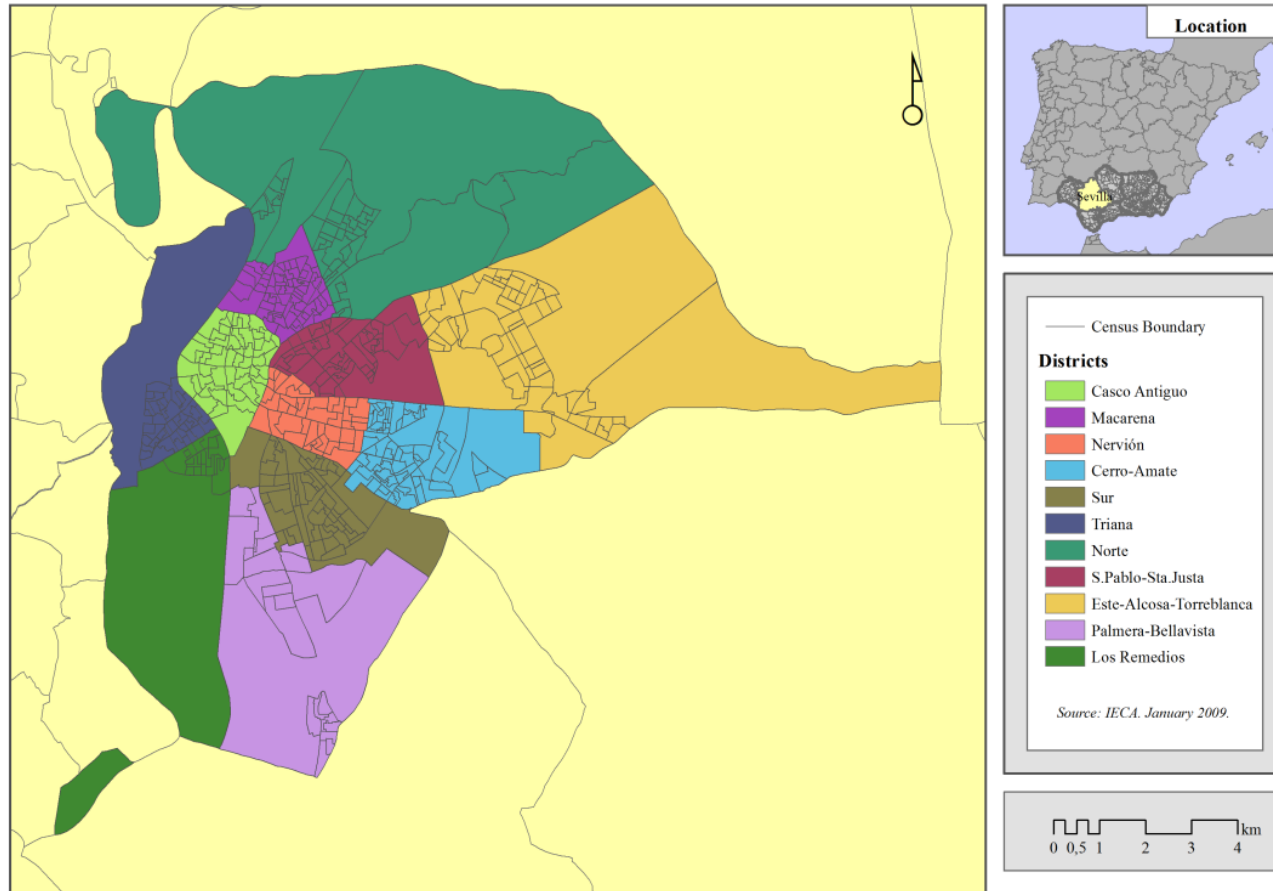 Location
Sevilla
Census Boundary
Districts
Casco Antiguo
Macarena
Nervión
Cerro-Amate
Sur
Triana
Norte
S.Pablo-Sta.Justa
Este-Alcosa-Torreblanca
Palmera-Bellavista
Los Remedios
Source: IECA. January 2009.
km
0 0,5 1 2 3 4